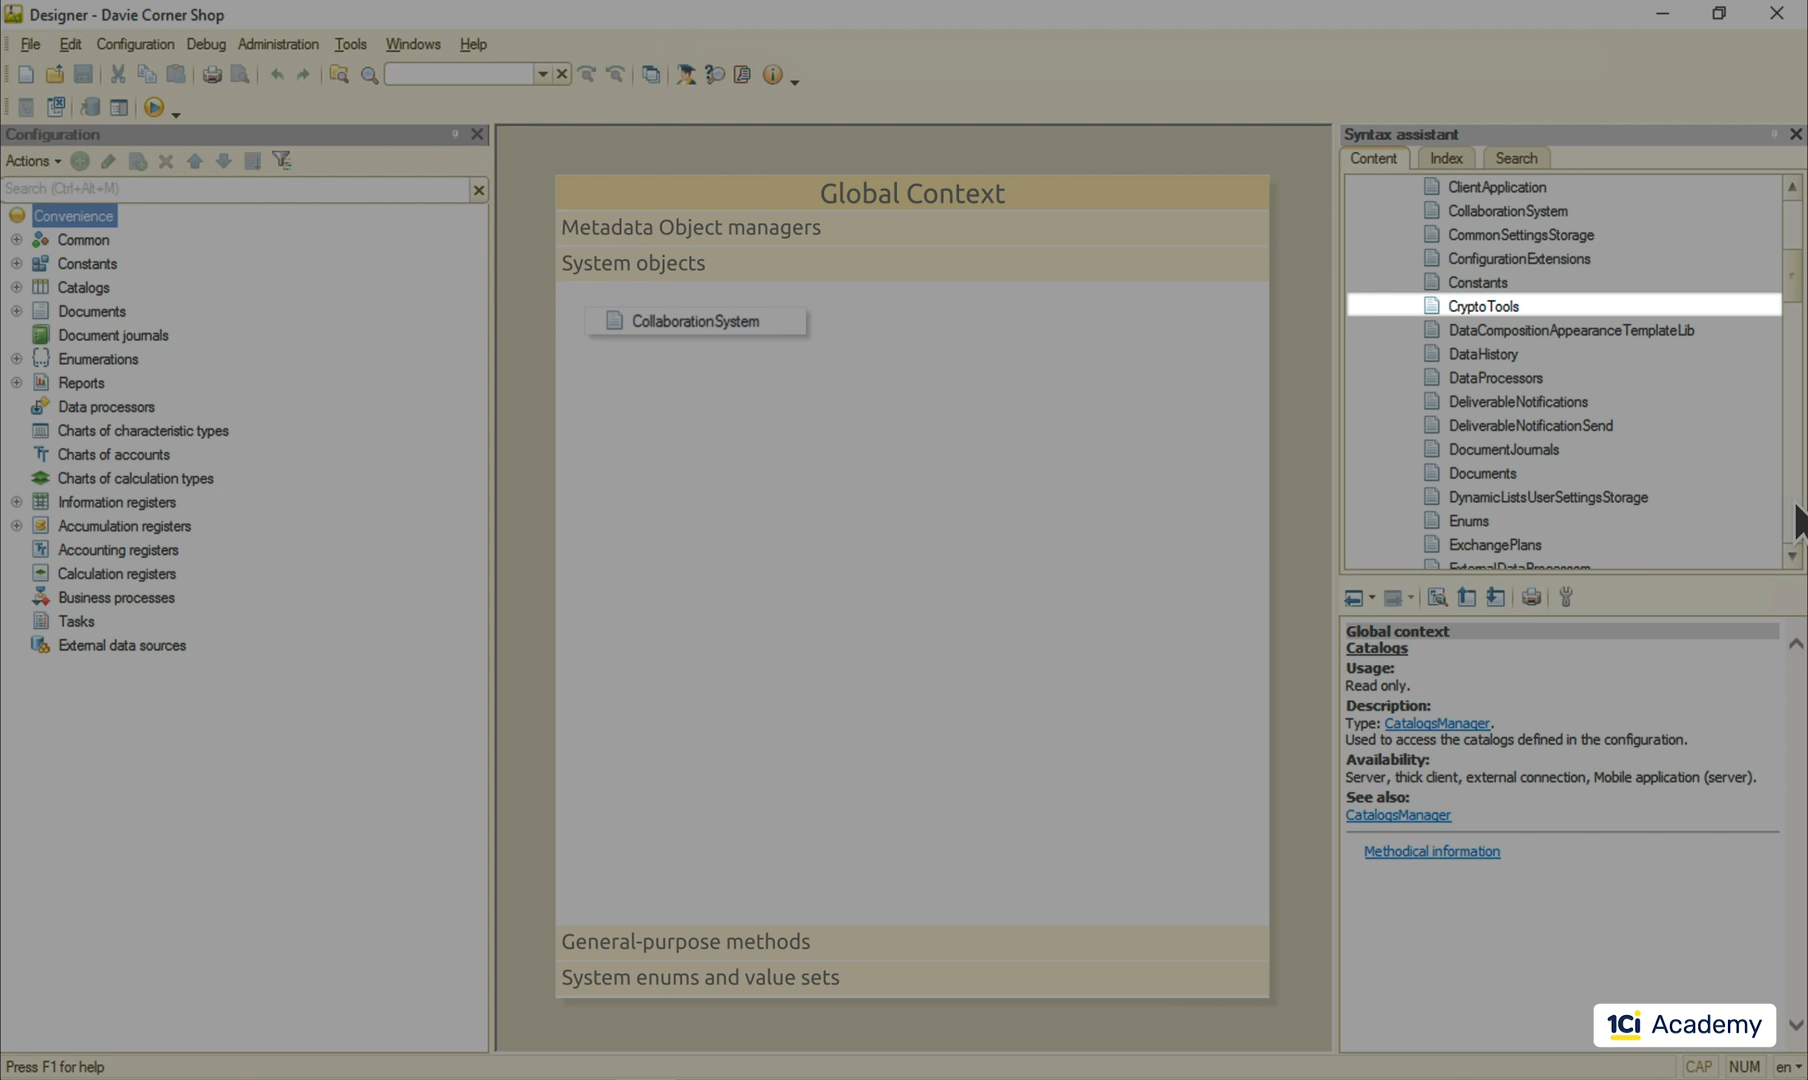 Designer - Davie Corner Shop
File Edit Configuration Debug Administration Tools Windows Help
Configuration
Actions
Search (Ctrl+Alt+M)
Convenience
Common
Constants
Catalogs
Documents
Document journals
Enumerations
Reports
Data processors
Charts of characteristic types
Charts of accounts
Charts of calculation types
Information registers
Accumulation registers
Accounting registers
Calculation registers
Business processes
Tasks
External data sources
Global Context
Metadata Object managers
System objects
CollaborationSystem
General-purpose methods
System enums and value sets
Syntax assistant
Content Index Search
ClientApplication
CollaborationSystem
CommonSettingsStorage
ConfigurationExtensions
Constants
CryptoTools
DataCompositionAppearanceTemplateLib
DataHistory
DataProcessors
DeliverableNotifications
DeliverableNotificationSend
DocumentJournals
Documents
DynamicListsUserSettingsStorage
Enums
ExchangePlans
Global context
Catalogs
Usage:
Read only.
Description:
Type: CatalogsManager.
Used to access the catalogs defined in the configuration.
Availability:
Server, thick client, external connection, Mobile application (server).
See also:
CatalogsManager
Methodical information
1Ci Academy
Press F1 for help
CAP NUM en